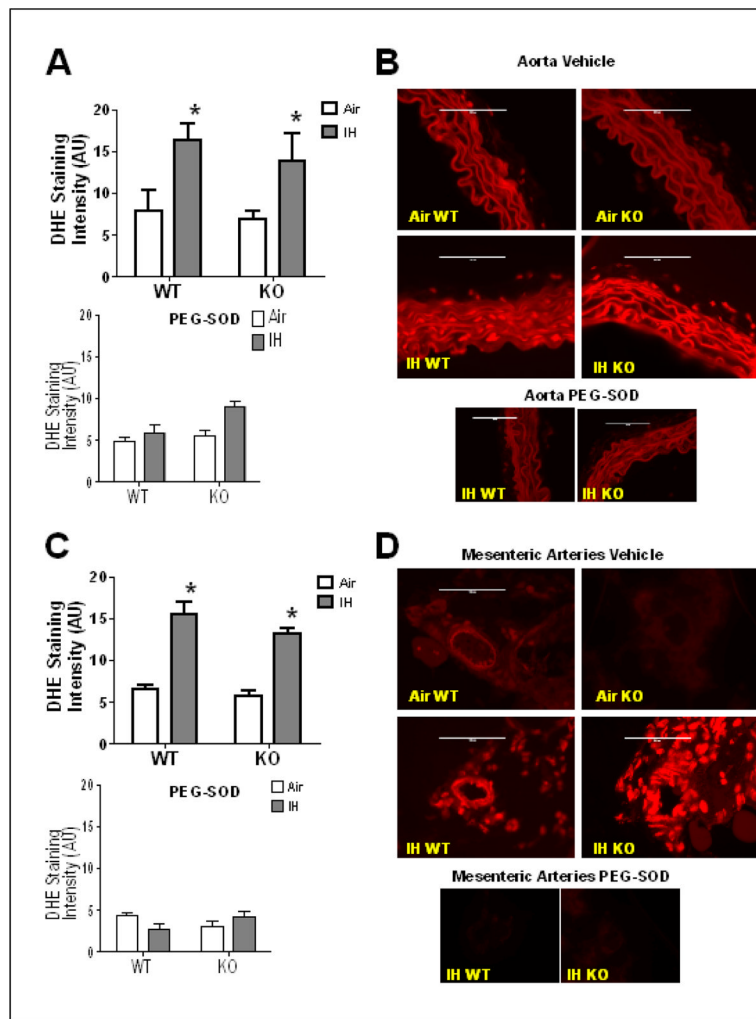 A
20
15
10
5
0
DHE Staining
Intensity (AU)
*
*
Air
IH
WT KO
PEG-SOD
Air
IH
20
15
10
5
0
DHE Staining
Intensity (AU)
WT KO
B
Aorta Vehicle
Air WT
Air KO
IH WT
IH KO
Aorta PEG-SOD
IH WT
IH KO
C
20
15
10
5
0
DHE Staining
Intensity (AU)
*
*
Air
IH
WT KO
PEG-SOD
Air
IH
20
15
10
5
0
DHE Staining
Intensity (AU)
WT KO
D
Mesenteric Arteries Vehicle
Air WT
Air KO
IH WT
IH KO
Mesenteric Arteries PEG-SOD
IH WT
IH KO